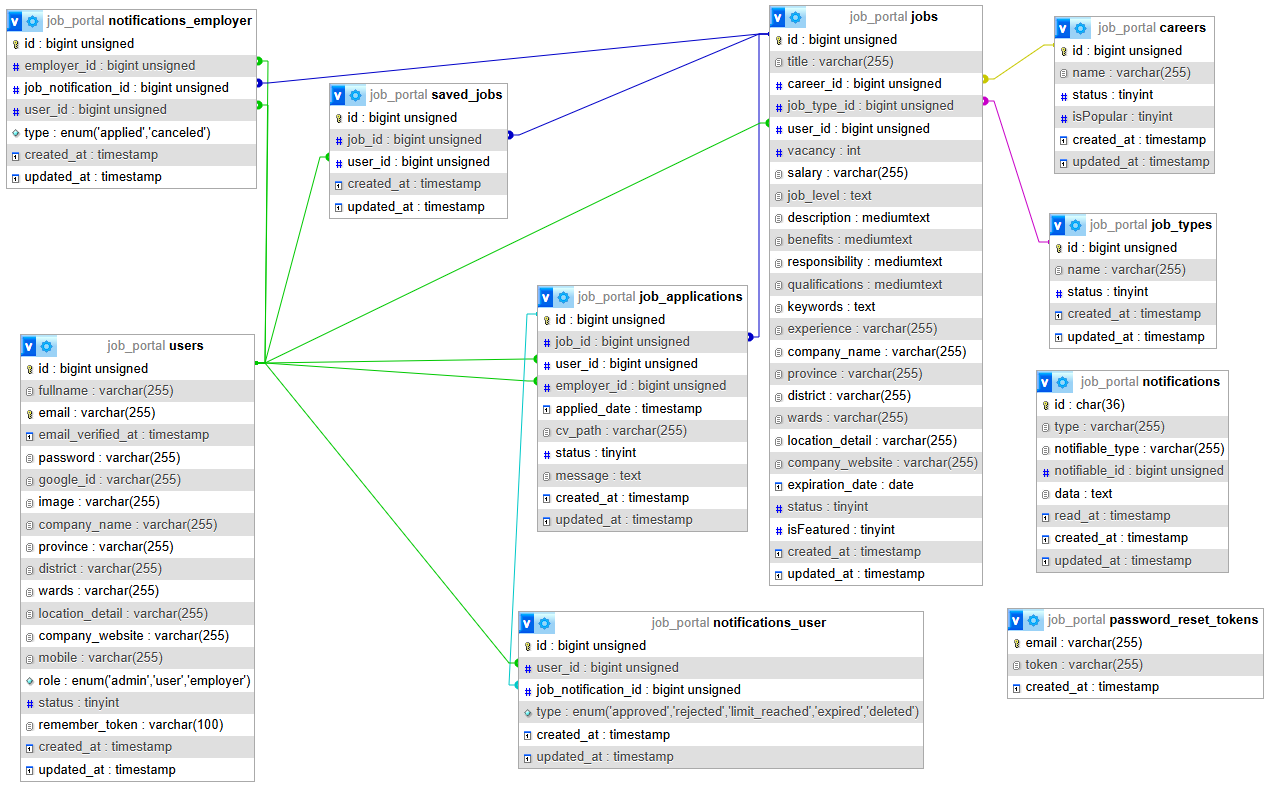 job_portal notifications_employer
id : bigint unsigned
employer_id : bigint unsigned
job_notification_id : bigint unsigned
user_id : bigint unsigned
type : enum('applied','canceled')
created_at : timestamp
updated_at : timestamp
job_portal saved_jobs
id : bigint unsigned
job_id : bigint unsigned
user_id : bigint unsigned
created_at : timestamp
updated_at : timestamp
job_portal users
id : bigint unsigned
fullname : varchar(255)
email : varchar(255)
email_verified_at : timestamp
password : varchar(255)
google_id : varchar(255)
image : varchar(255)
company_name : varchar(255)
province : varchar(255)
district : varchar(255)
wards : varchar(255)
location_detail : varchar(255)
company_website : varchar(255)
mobile : varchar(255)
role : enum('admin','user','employer')
status : tinyint
remember_token : varchar(100)
created_at : timestamp
updated_at : timestamp
job_portal job_applications
id : bigint unsigned
job_id : bigint unsigned
user_id : bigint unsigned
employer_id : bigint unsigned
applied_date : timestamp
cv_path : varchar(255)
status : tinyint
message : text
created_at : timestamp
updated_at : timestamp
job_portal notifications_user
id : bigint unsigned
user_id : bigint unsigned
job_notification_id : bigint unsigned
type : enum('approved','rejected','limit_reached','expired','deleted')
created_at : timestamp
updated_at : timestamp
job_portal jobs
id : bigint unsigned
title : varchar(255)
career_id : bigint unsigned
job_type_id : bigint unsigned
user_id : bigint unsigned
vacancy : int
salary : varchar(255)
job_level : text
description : mediumtext
benefits : mediumtext
responsibility : mediumtext
qualifications : mediumtext
keywords : text
experience : varchar(255)
company_name : varchar(255)
province : varchar(255)
district : varchar(255)
wards : varchar(255)
location_detail : varchar(255)
company_website : varchar(255)
expiration_date : date
status : tinyint
isFeatured : tinyint
created_at : timestamp
updated_at : timestamp
job_portal careers
id : bigint unsigned
name : varchar(255)
status : tinyint
isPopular : tinyint
created_at : timestamp
updated_at : timestamp
job_portal job_types
id : bigint unsigned
name : varchar(255)
status : tinyint
created_at : timestamp
updated_at : timestamp
job_portal notifications
id : char(36)
type : varchar(255)
notifiable_type : varchar(255)
notifiable_id : bigint unsigned
data : text
read_at : timestamp
created_at : timestamp
updated_at : timestamp
job_portal password_reset_tokens
email : varchar(255)
token : varchar(255)
created_at : timestamp